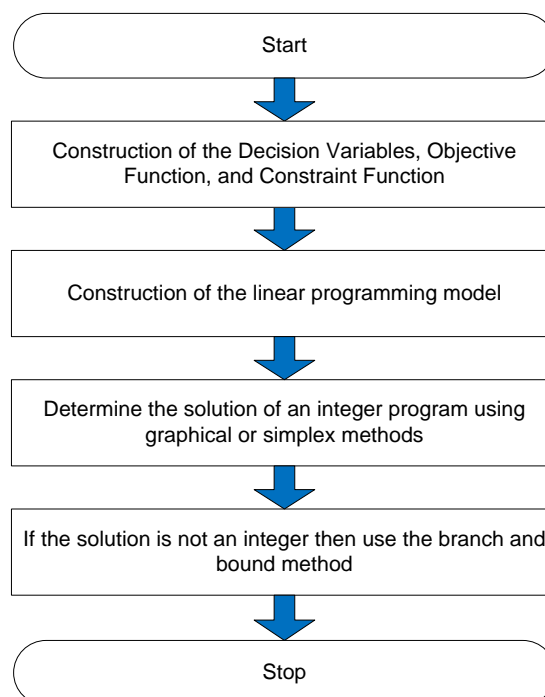 Start
Construction of the Decision Variables, Objective
Function, and Constraint Function
Construction of the linear programming model
Determine the solution of an integer program using
graphical or simplex methods
If the solution is not an integer then use the branch and
bound method
Stop